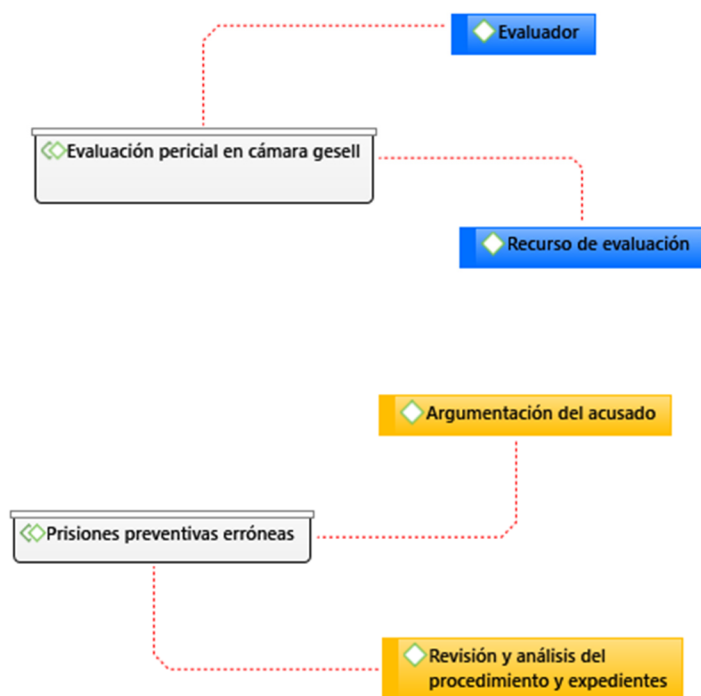 Evaluador
Evaluación pericial en cámara gesell
Recurso de evaluación
Argumentación del acusado
Prisiones preventivas erróneas
Revisión y análisis del
procedimiento y expedientes